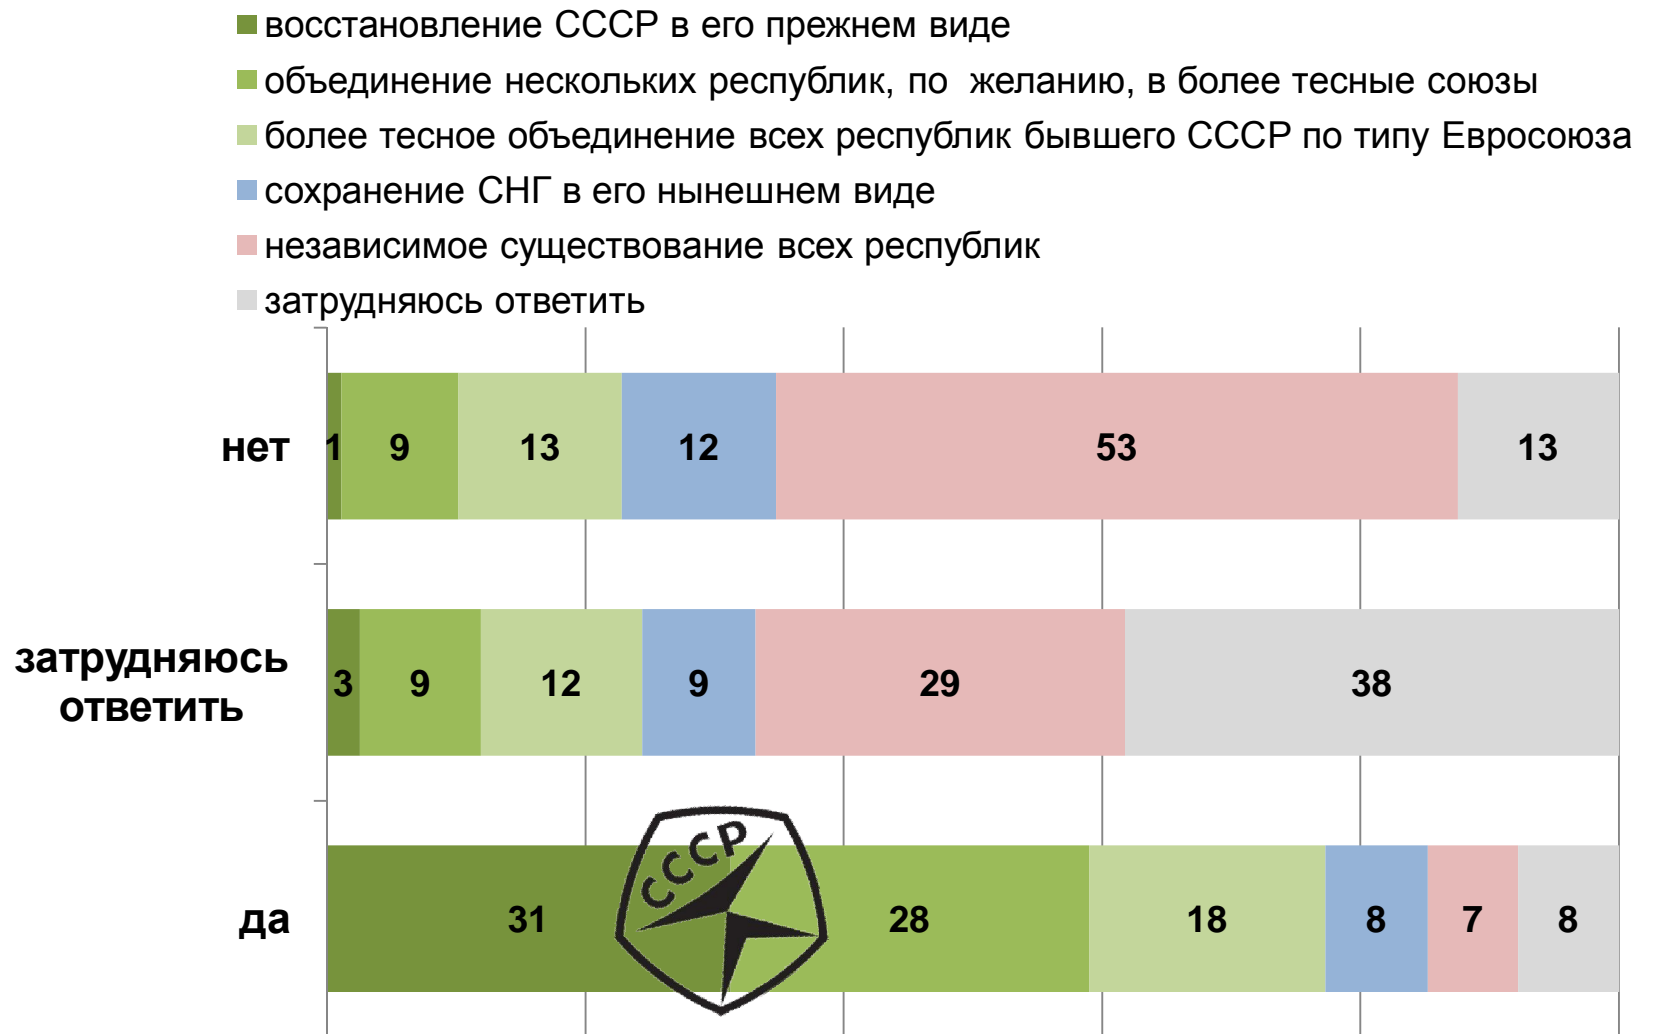 восстановление СССР в его прежнем виде
объединение нескольких республик, по желанию, в более тесные союзы
более тесное объединение всех республик бывшего СССР по типу Евросоюза
сохранение СНГ в его нынешнем виде
независимое существование всех республик
затрудняюсь ответить
нет 1 9 13 12 53 13
затрудняюсь
ответить
3 9 12 9 29 38
СССР
да 31 28 18 8 7 8